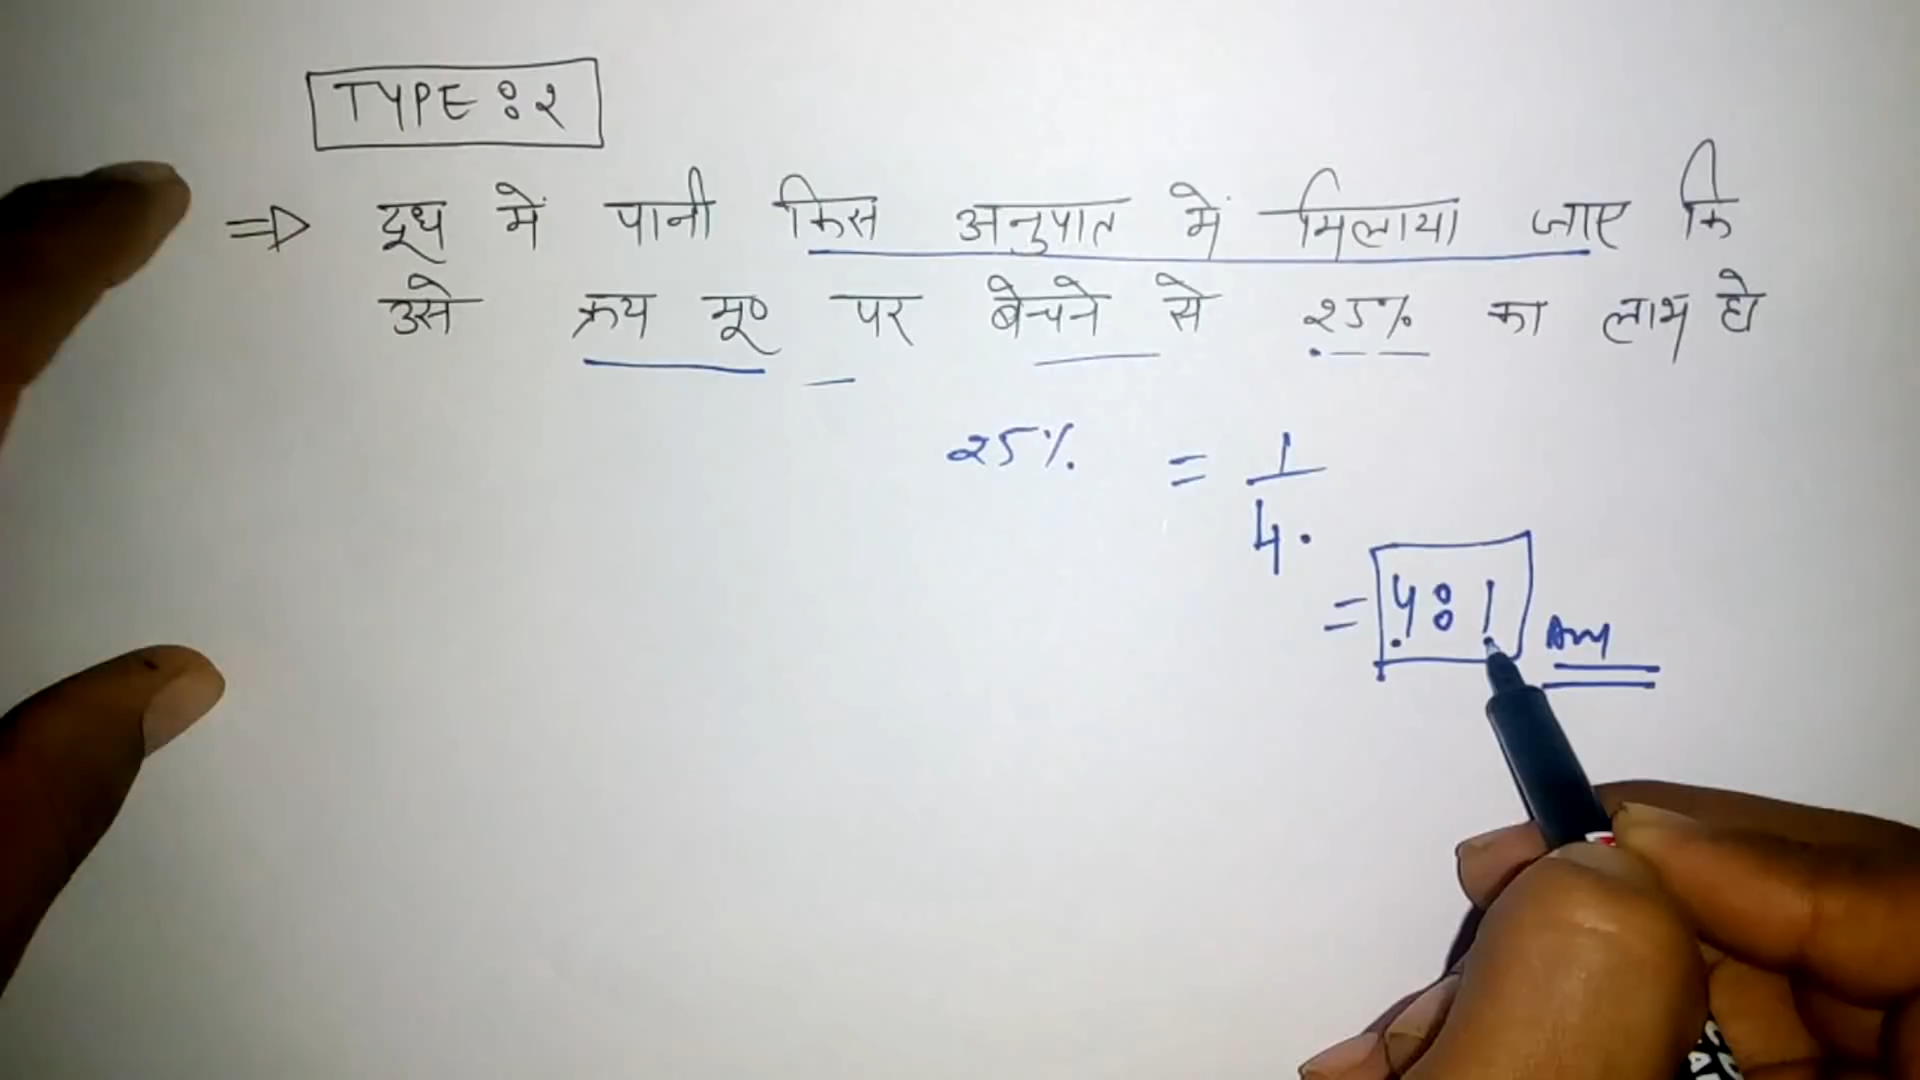 TYPE : 2
⇒ दूध में पानी किस अनुपात में मिलाया जाए कि
उसे क्रय मू० पर बेचने से 25% का लाभ हो
25% = 1/4
= 4:1 Ans